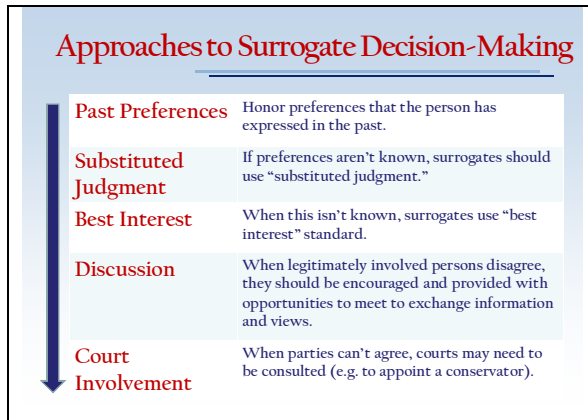 Approaches to Surrogate Decision-Making
Past Preferences
Honor preferences that the person has
expressed in the past.
Substituted
Judgment
If preferences aren't known, surrogates should
use “substituted judgment.”
Best Interest
When this isn't known, surrogates use “best
interest” standard.
Discussion
When legitimately involved persons disagree,
they should be encouraged and provided with
opportunities to meet to exchange information
and views.
Court
Involvement
When parties can't agree, courts may need to
be consulted (e.g. to appoint a conservator).